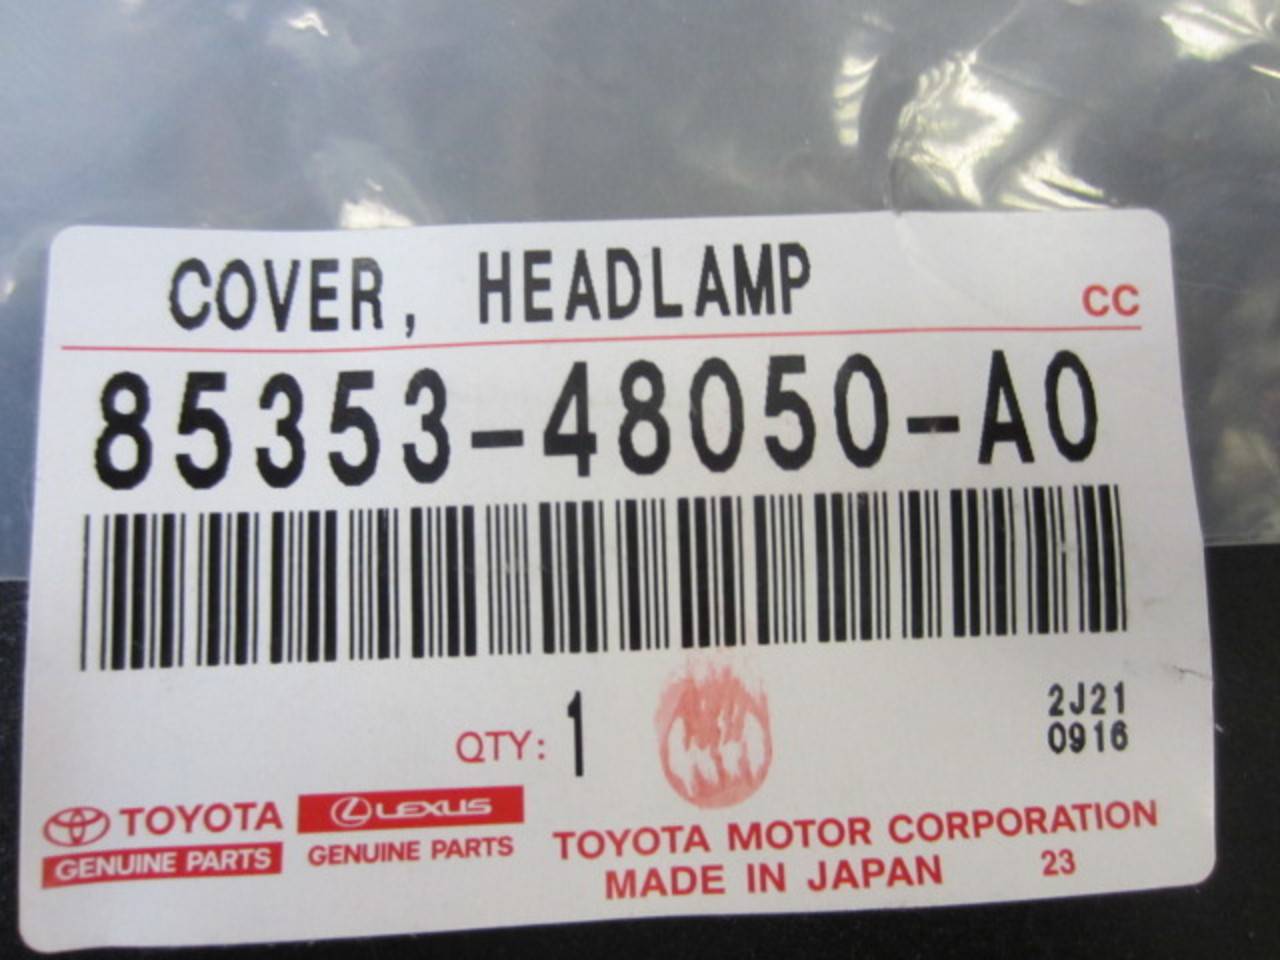 COVER, HEADLAMP
CC
85353-48050-A0
QTY: 1
2J21
0916
TOYOTA
GENUINE PARTS
LEXUS
GENUINE PARTS
TOYOTA MOTOR CORPORATION
MADE IN JAPAN 23